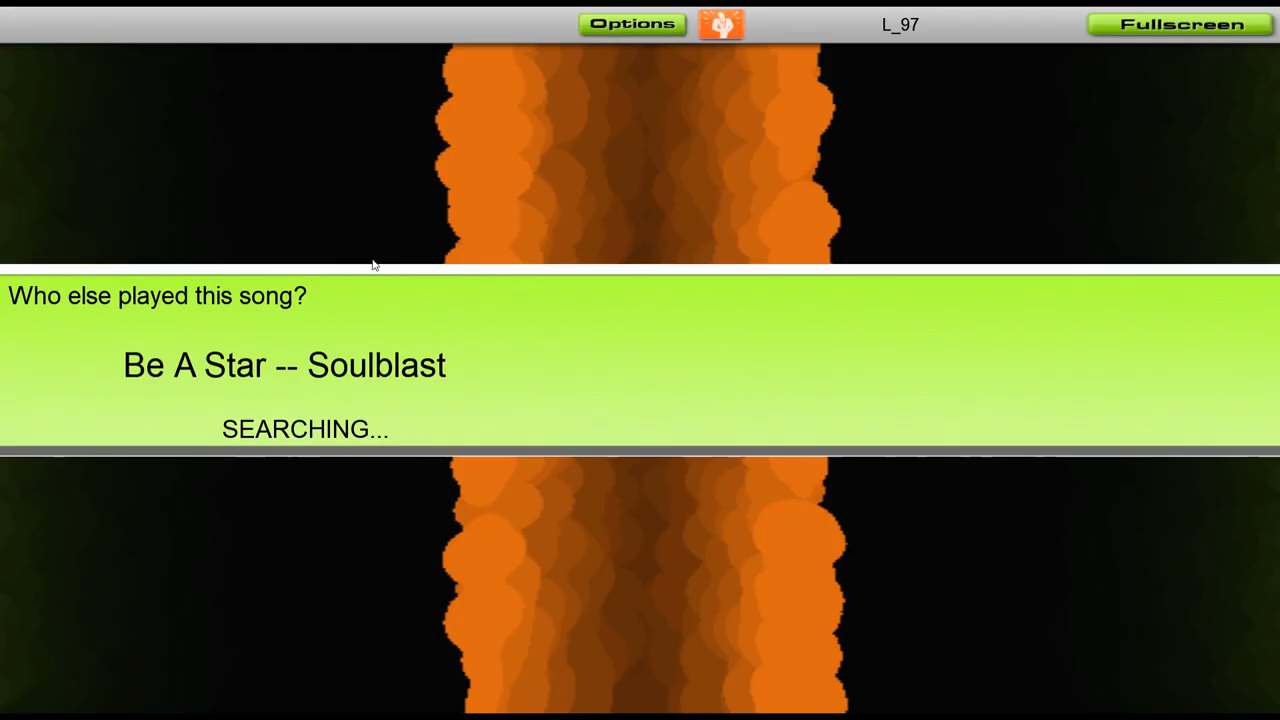 Options
L_97
Fullscreen
Who else played this song?
Be A Star -- Soulblast
SEARCHING...